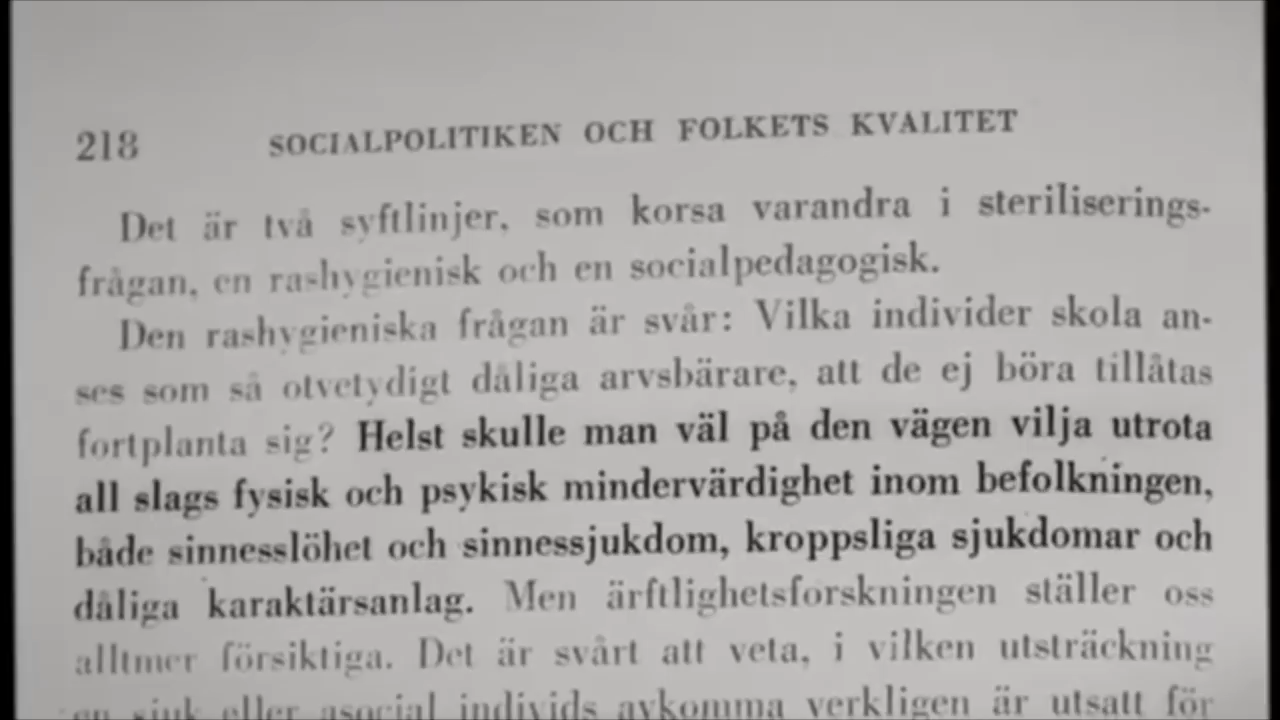 218 SOCIALPOLITIKEN OCH FOLKETS KVALITET
Det är två syftlinjer, som korsa varandra i steriliserings-
frågan, en rashygienisk och en socialpedagogisk.
Den rashygieniska frågan är svår: Vilka individer skola an-
ses som så otvetydigt dåliga arvsbärare, att de ej böra tillåtas
fortplanta sig? Helst skulle man väl på den vägen vilja utrota
all slags fysisk och psykisk mindervärdighet inom befolkningen,
både sinnesslöhet och sinnessjukdom, kroppsliga sjukdomar och
dåliga karaktärsanlag. Men ärftlighetsforskningen ställer oss
alltmer försiktiga. Det är svårt att veta, i vilken utsträckning
en sjuk eller asocial individs avkomma verkligen är utsatt för